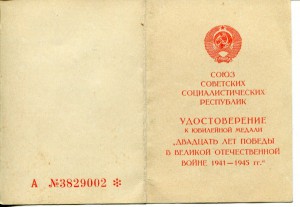 А №3829002 ✻
СОЮЗ
СОВЕТСКИХ
СОЦИАЛИСТИЧЕСКИХ
РЕСПУБЛИК
УДОСТОВЕРЕНИЕ
К ЮБИЛЕЙНОЙ МЕДАЛИ
„ДВАДЦАТЬ ЛЕТ ПОБЕДЫ
В ВЕЛИКОЙ ОТЕЧЕСТВЕННОЙ
ВОЙНЕ 1941—1945 гг."